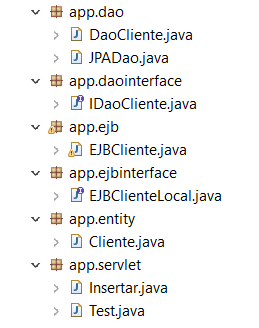 app.dao
DaoCliente.java
JPADao.java
app.daointerface
IDaoCliente.java
app.ejb
EJBCliente.java
app.ejbinterface
EJBClienteLocal.java
app.entity
Cliente.java
app.servlet
Insertar.java
Test.java